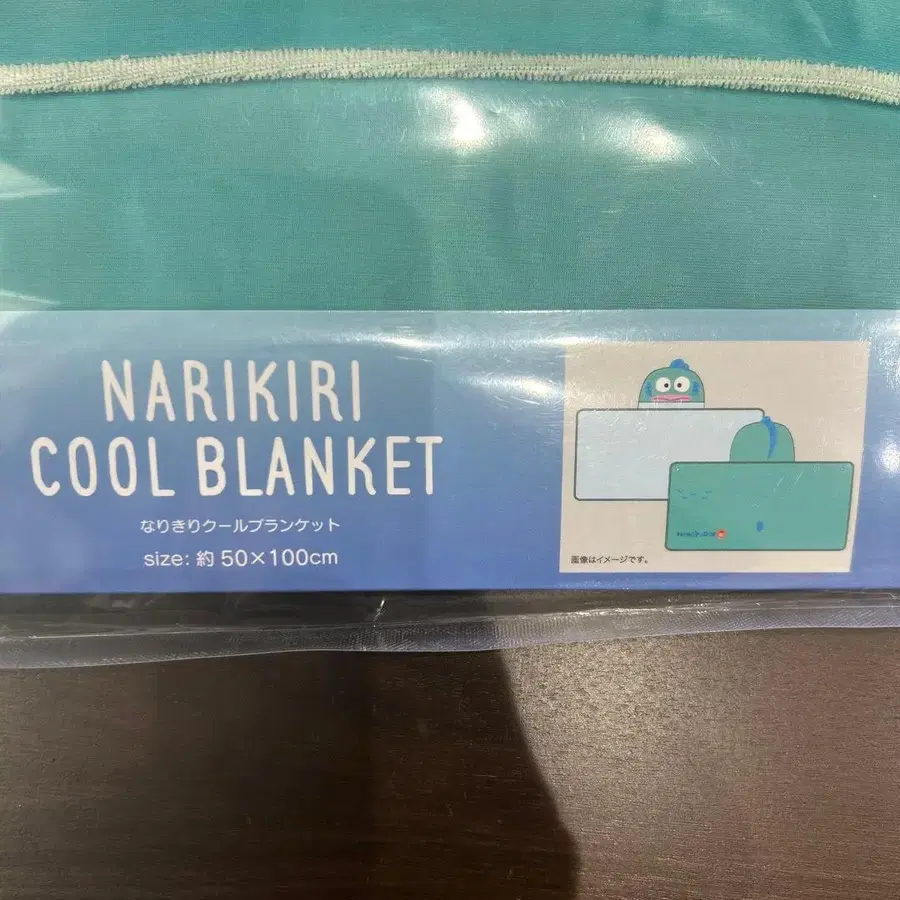 NARIKIRI
COOL BLANKET
なりきりクールブランケット
size: 約 50×100cm
画像はイメージです。